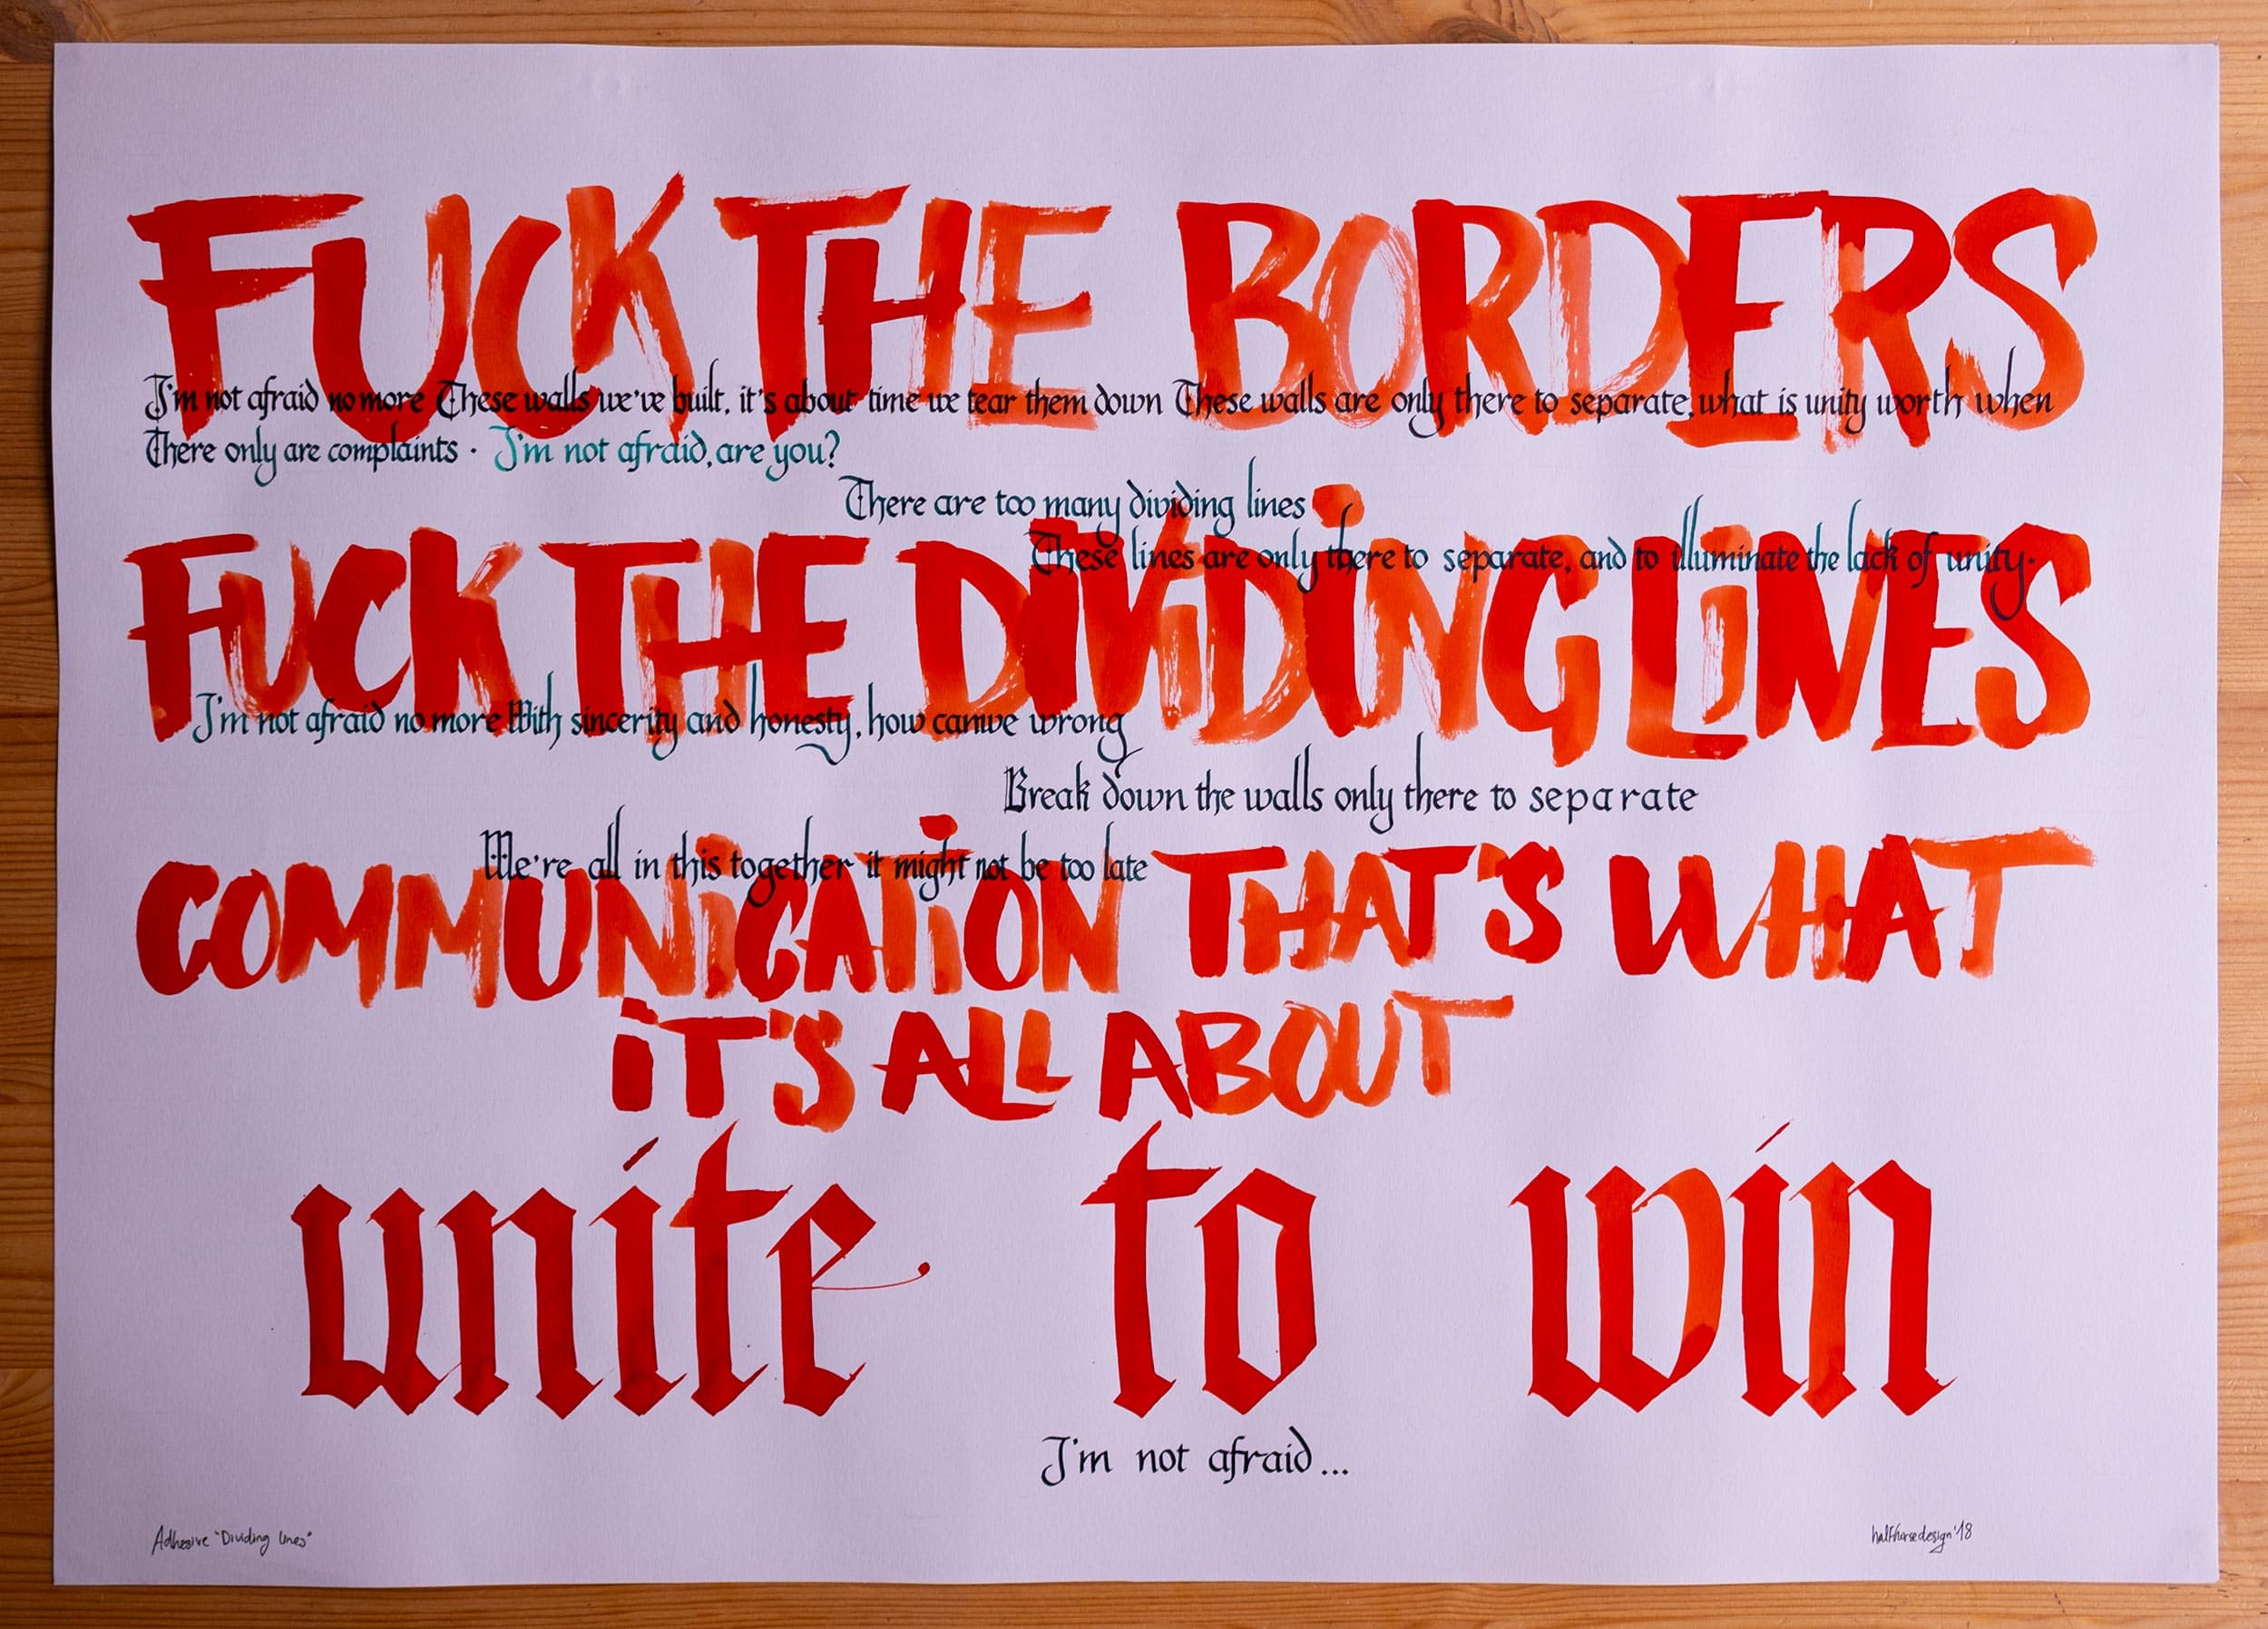 FUCK THE BORDERS
I'm not afraid no more These walls we've built, it's about time we tear them down These walls are only there to separate, what is unity worth when
There only are complaints · I'm not afraid, are you?
There are too many dividing lines
These lines are only there to separate, and to illuminate the lack of unity.
FUCK THE DiViDiNG LiNES
I'm not afraid no more With sincerity and honesty, how canwe wrong
Break down the walls only there to separate
We're all in this together it might not be too late
COMMUNiCATiON THAT'S WHAT
iT'S ALL ABOUT
unite to win
I'm not afraid...
Adhesive "Dividing lines"
halfhorsedesign '18